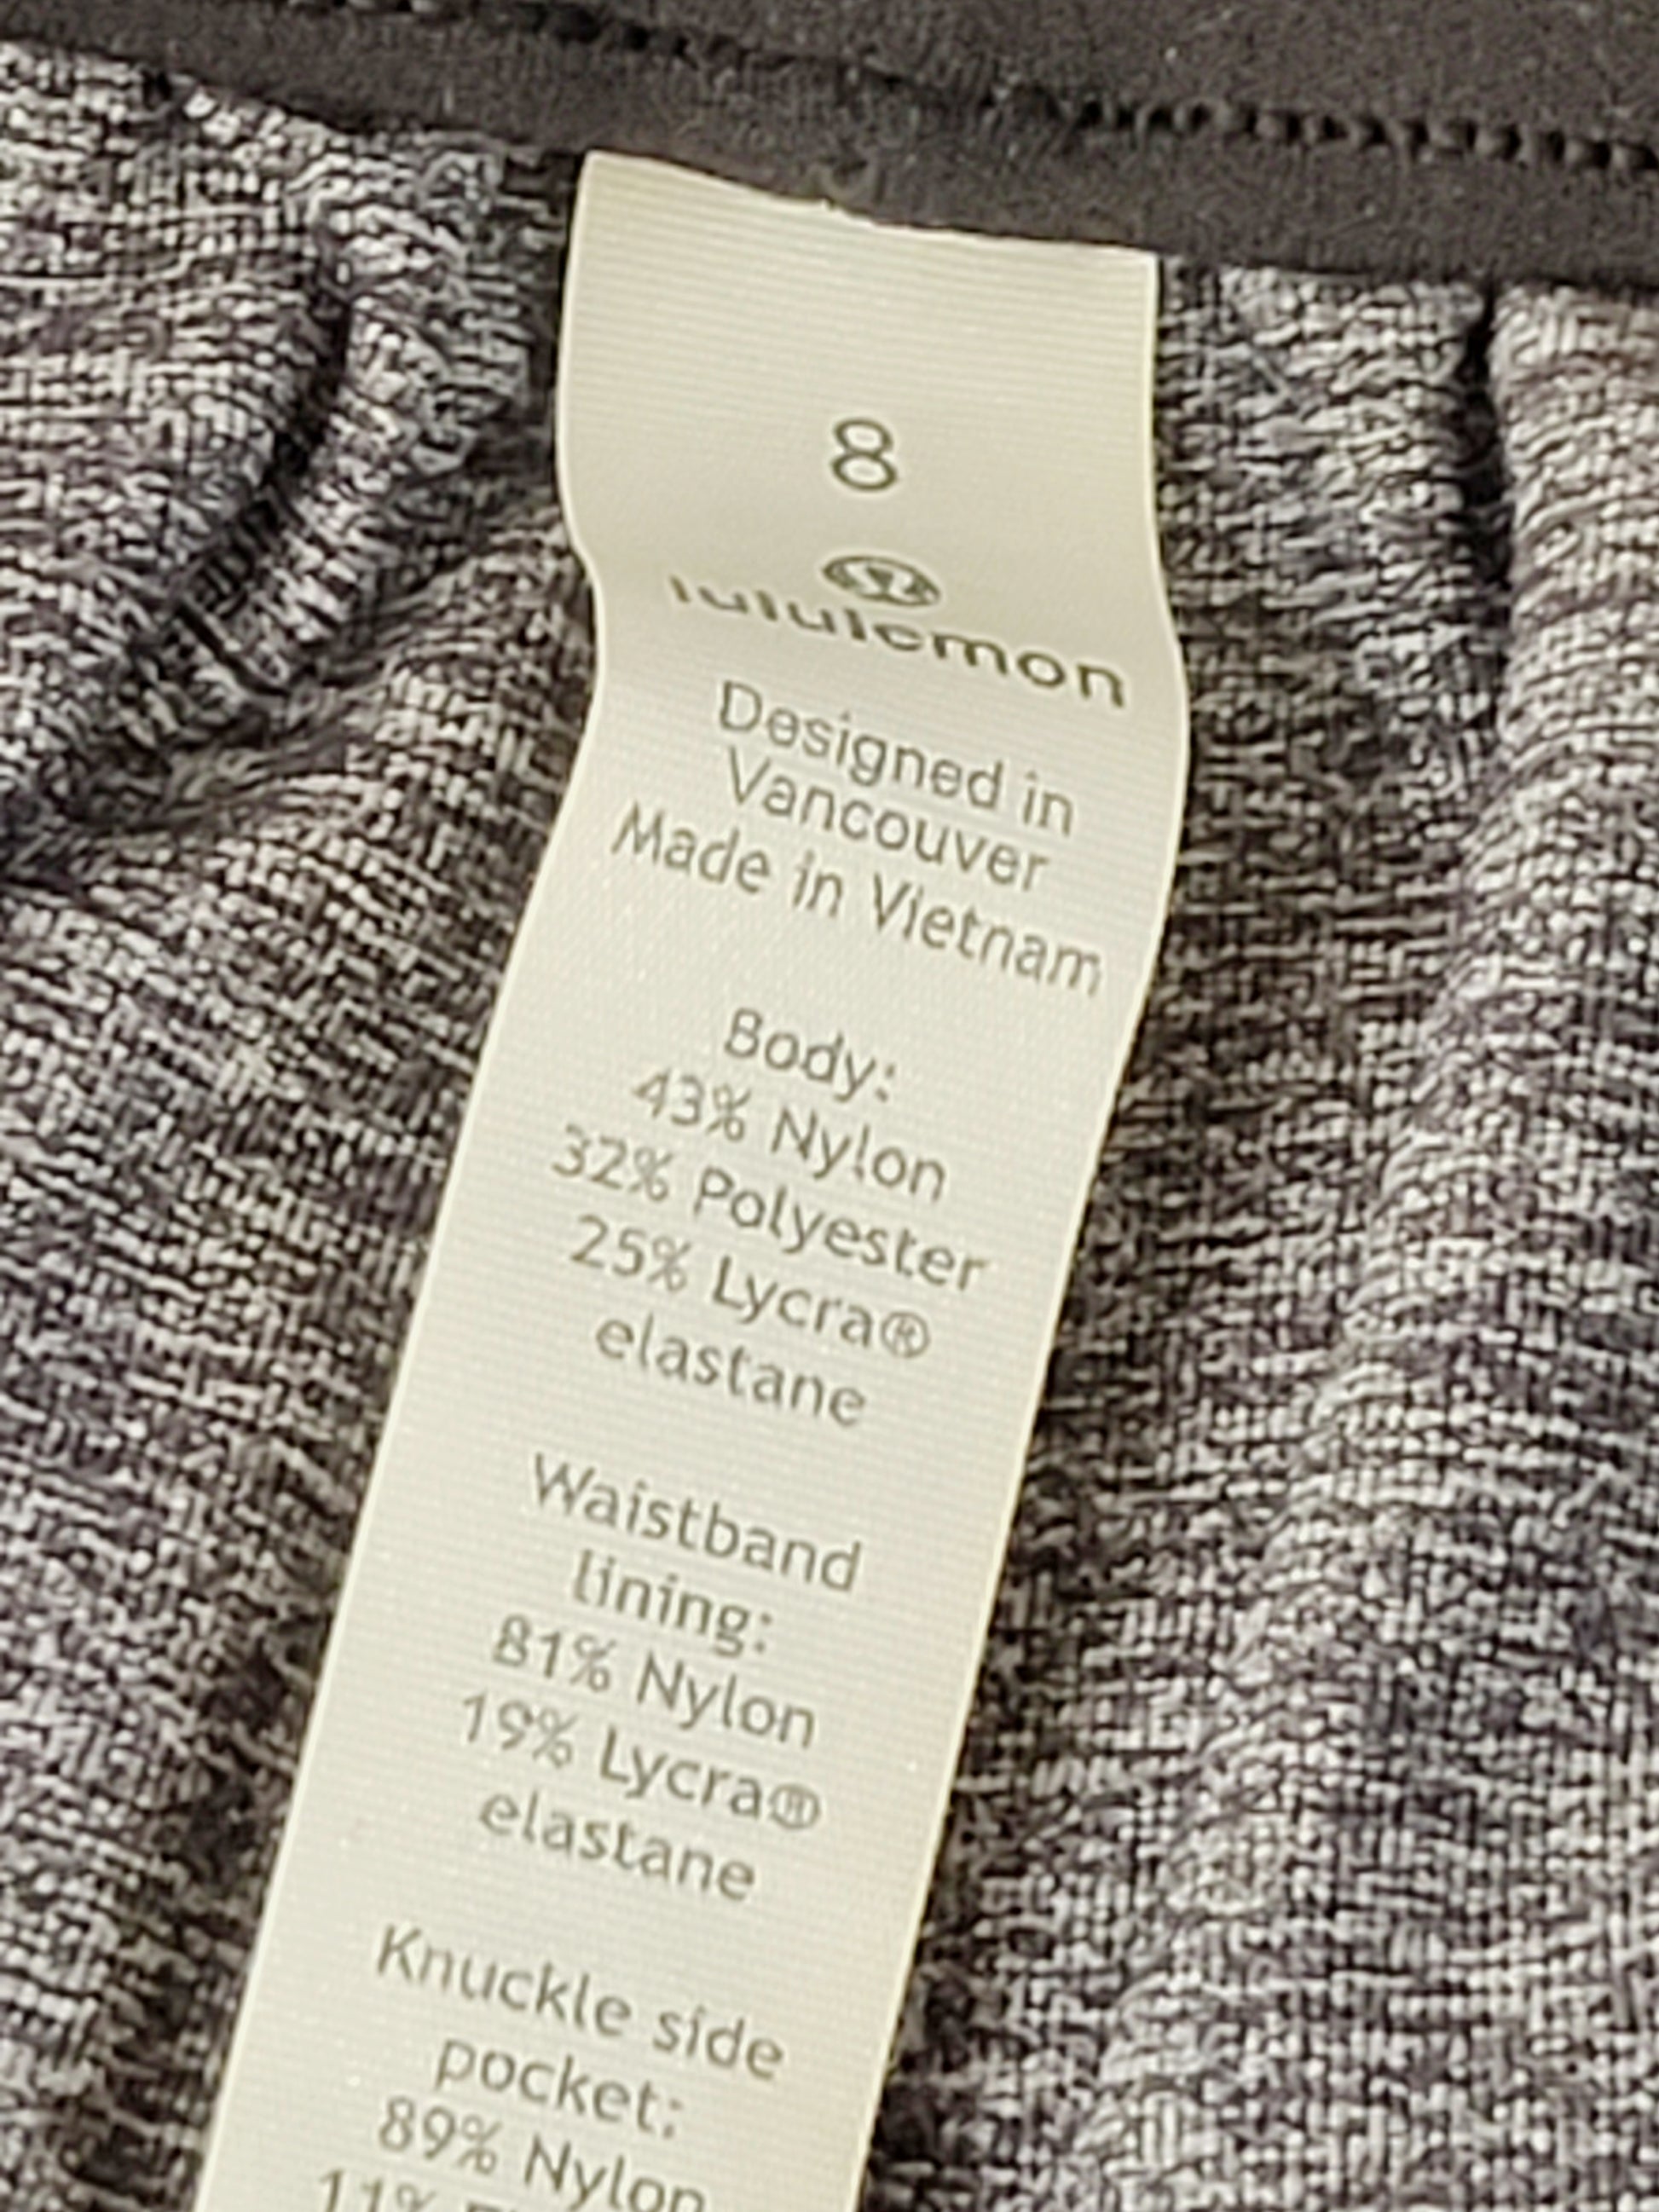 8
lululemon
Designed in
Vancouver
Made in Vietnam
Body:
43% Nylon
32% Polyester
25% Lycra®
elastane
Waistband
lining:
81% Nylon
19% Lycra®
elastane
Knuckle side
pocket:
89% Nylon
11%